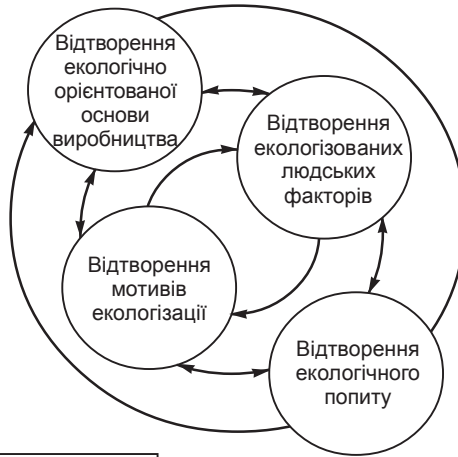 Відтворення
екологічно
орієнтованої
основи
виробництва
Відтворення
екологізованих
людських
факторів
Відтворення
мотивів
екологізації
Відтворення
екологічного
попиту